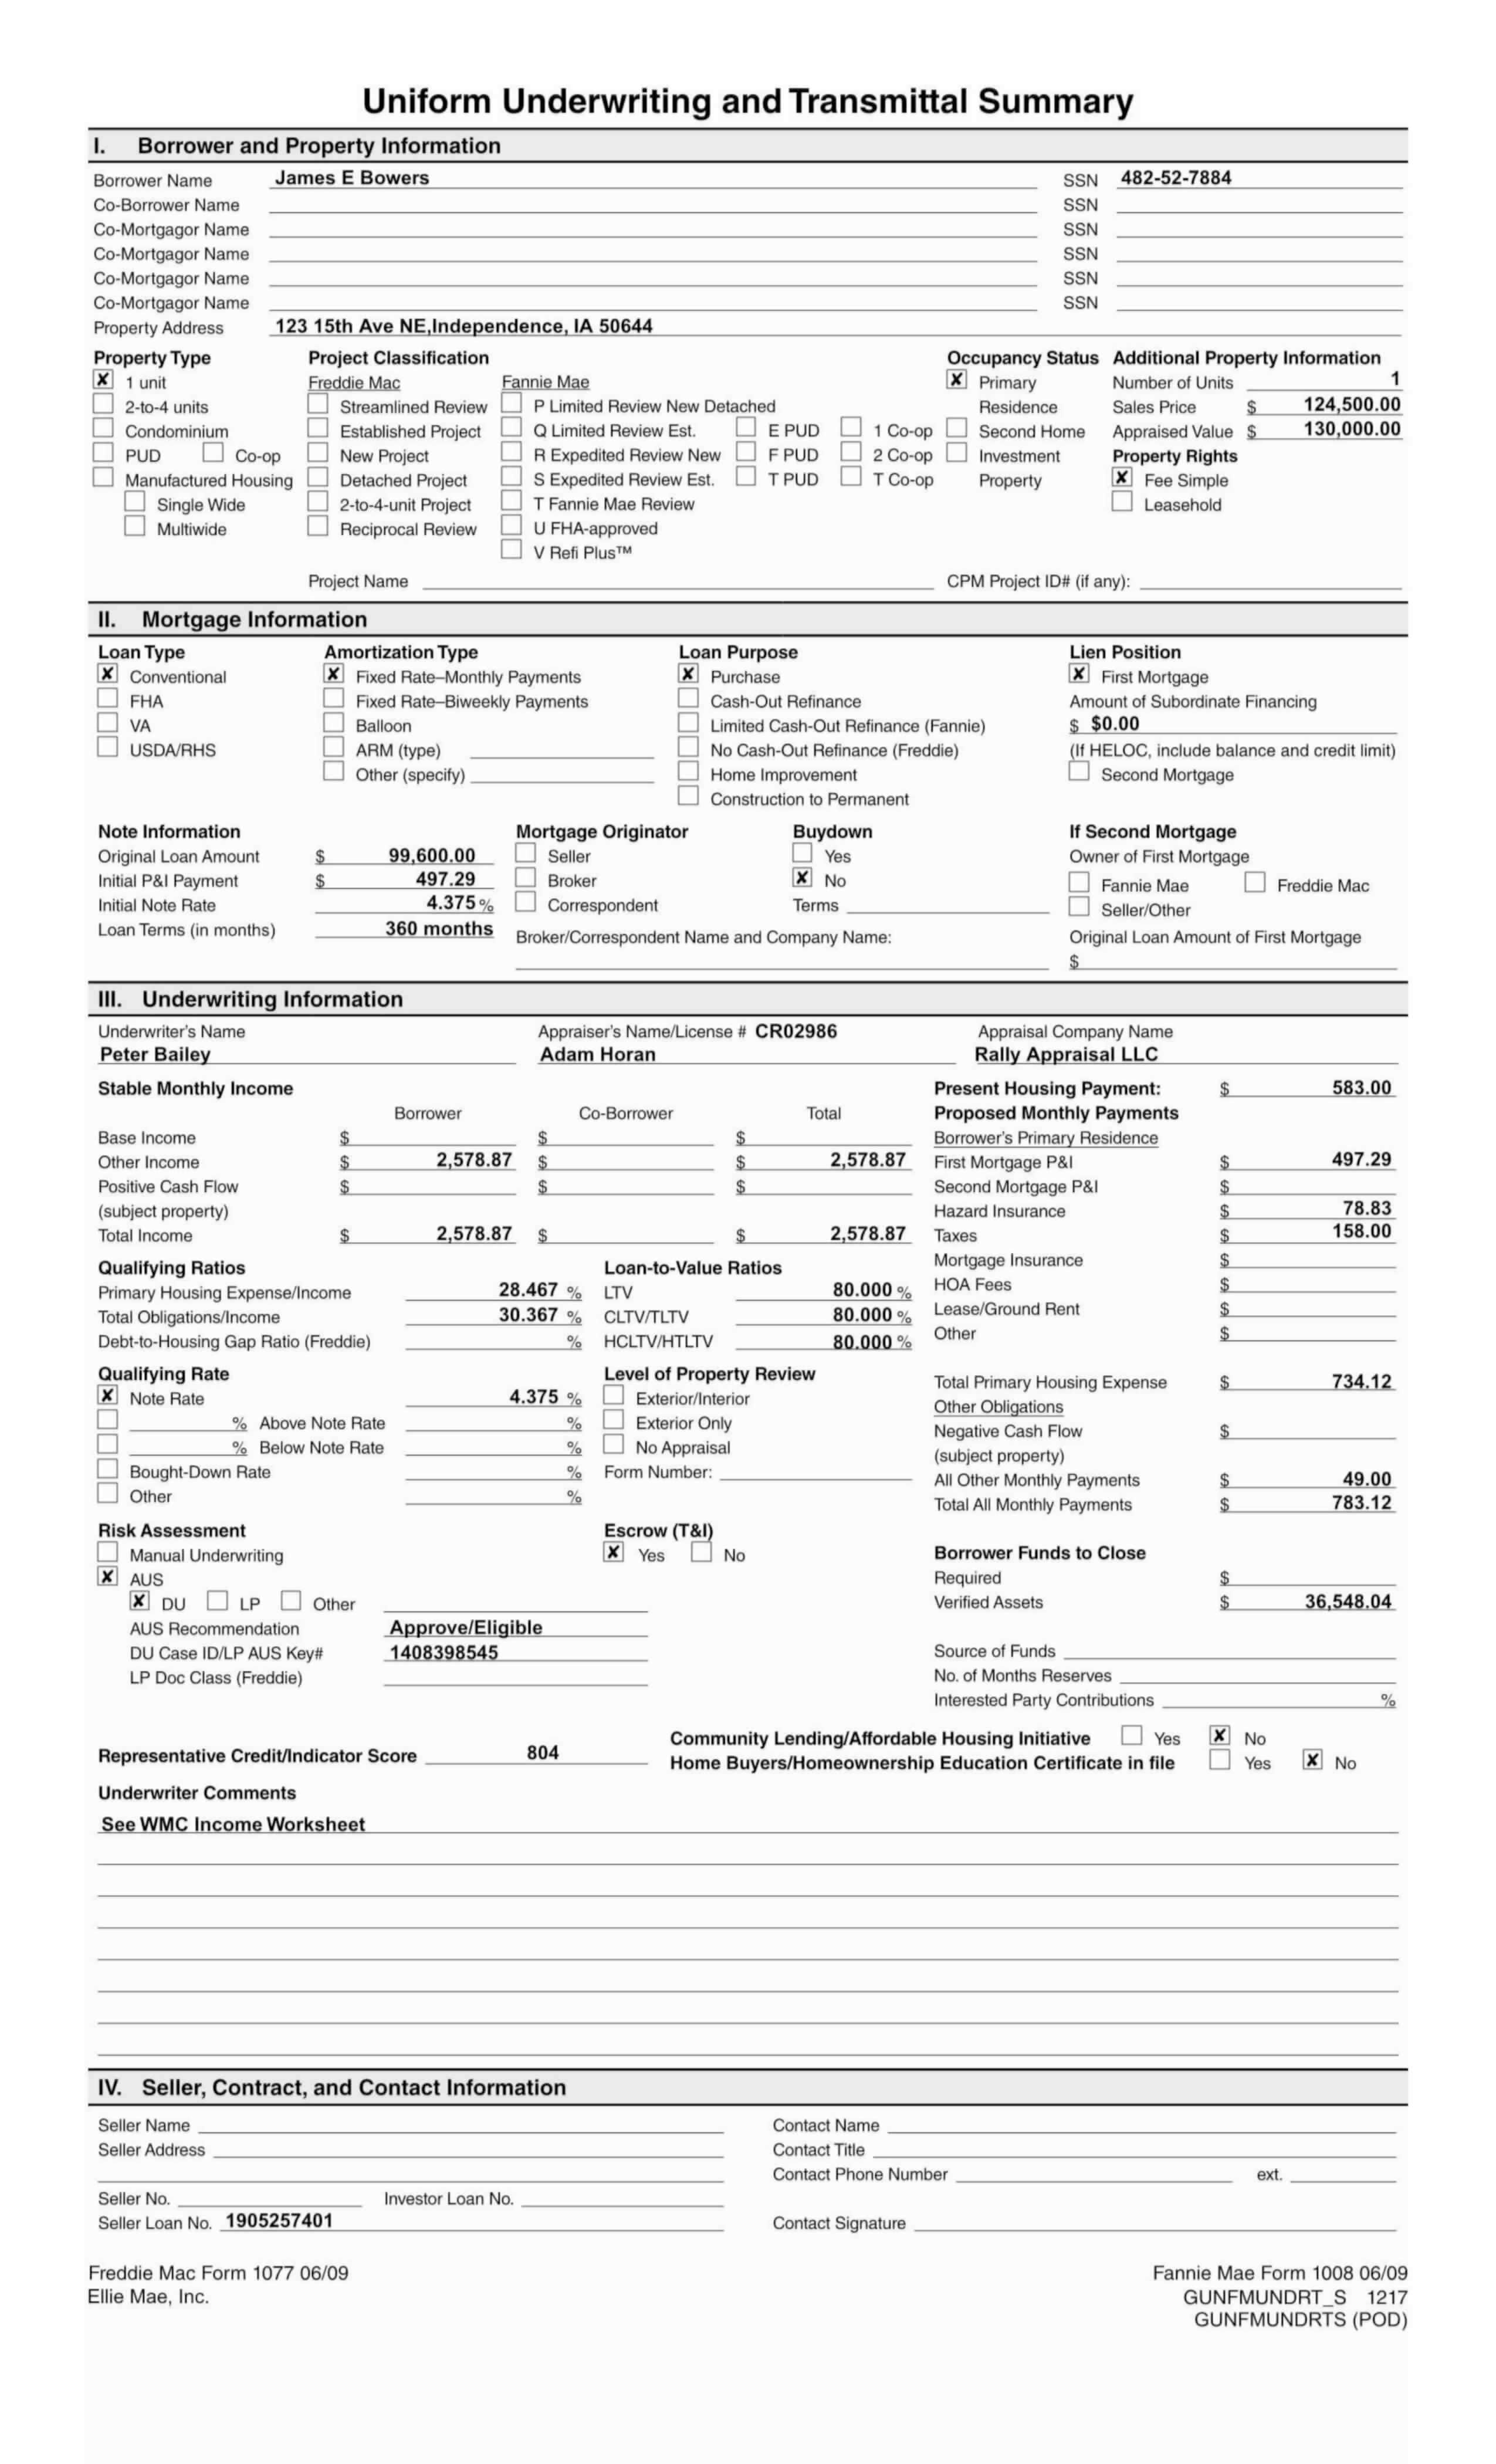 Uniform Underwriting and Transmittal Summary
I. Borrower and Property Information
Borrower Name James E Bowers SSN 482-52-7884
Co-Borrower Name SSN
Co-Mortgagor Name SSN
Co-Mortgagor Name SSN
Co-Mortgagor Name SSN
Co-Mortgagor Name SSN
Property Address 123 15th Ave NE,Independence, IA 50644
Property Type Project Classification Occupancy Status Additional Property Information
✘ 1 unit Freddie Mac Fannie Mae ✘ Primary Number of Units 1
2-to-4 units Streamlined Review P Limited Review New Detached Residence Sales Price $ 124,500.00
Condominium Established Project Q Limited Review Est. E PUD 1 Co-op Second Home Appraised Value $ 130,000.00
PUD Co-op New Project R Expedited Review New F PUD 2 Co-op Investment Property Rights
Manufactured Housing Detached Project S Expedited Review Est. T PUD T Co-op Property ✘ Fee Simple
Single Wide 2-to-4-unit Project T Fannie Mae Review Leasehold
Multiwide Reciprocal Review U FHA-approved
V Refi Plus™
Project Name CPM Project ID# (if any):
II. Mortgage Information
Loan Type Amortization Type Loan Purpose Lien Position
✘ Conventional ✘ Fixed Rate–Monthly Payments ✘ Purchase ✘ First Mortgage
FHA Fixed Rate–Biweekly Payments Cash-Out Refinance Amount of Subordinate Financing
VA Balloon Limited Cash-Out Refinance (Fannie) $ $0.00
USDA/RHS ARM (type) No Cash-Out Refinance (Freddie) (If HELOC, include balance and credit limit)
Other (specify) Home Improvement Second Mortgage
Construction to Permanent
Note Information Mortgage Originator Buydown If Second Mortgage
Original Loan Amount $ 99,600.00 Seller Yes Owner of First Mortgage
Initial P&I Payment $ 497.29 Broker ✘ No Fannie Mae Freddie Mac
Initial Note Rate 4.375 % Correspondent Terms Seller/Other
Loan Terms (in months) 360 months Broker/Correspondent Name and Company Name: Original Loan Amount of First Mortgage
$
III. Underwriting Information
Underwriter's Name Appraiser's Name/License # CR02986 Appraisal Company Name
Peter Bailey Adam Horan Rally Appraisal LLC
Stable Monthly Income Present Housing Payment: $ 583.00
Borrower Co-Borrower Total Proposed Monthly Payments
Base Income $ $ $ Borrower's Primary Residence
Other Income $ 2,578.87 $ $ 2,578.87 First Mortgage P&I $ 497.29
Positive Cash Flow $ $ $ Second Mortgage P&I $
(subject property) Hazard Insurance $ 78.83
Total Income $ 2,578.87 $ $ 2,578.87 Taxes $ 158.00
Qualifying Ratios Loan-to-Value Ratios Mortgage Insurance $
Primary Housing Expense/Income 28.467 % LTV 80.000 % HOA Fees $
Total Obligations/Income 30.367 % CLTV/TLTV 80.000 % Lease/Ground Rent $
Debt-to-Housing Gap Ratio (Freddie) % HCLTV/HTLTV 80.000 % Other $
Qualifying Rate Level of Property Review Total Primary Housing Expense $ 734.12
✘ Note Rate 4.375 % Exterior/Interior Other Obligations
% Above Note Rate % Exterior Only Negative Cash Flow $
% Below Note Rate % No Appraisal (subject property)
Bought-Down Rate % Form Number: All Other Monthly Payments $ 49.00
Other % Total All Monthly Payments $ 783.12
Risk Assessment Escrow (T&I)
Manual Underwriting ✘ Yes No Borrower Funds to Close
✘ AUS Required $
✘ DU LP Other Verified Assets $ 36,548.04
AUS Recommendation Approve/Eligible
DU Case ID/LP AUS Key# 1408398545 Source of Funds
LP Doc Class (Freddie) No. of Months Reserves
Interested Party Contributions %
Community Lending/Affordable Housing Initiative Yes ✘ No
Representative Credit/Indicator Score 804 Home Buyers/Homeownership Education Certificate in file Yes ✘ No
Underwriter Comments
See WMC Income Worksheet
IV. Seller, Contract, and Contact Information
Seller Name Contact Name
Seller Address Contact Title
Contact Phone Number ext.
Seller No. Investor Loan No.
Seller Loan No. 1905257401 Contact Signature
Freddie Mac Form 1077 06/09 Fannie Mae Form 1008 06/09
Ellie Mae, Inc. GUNFMUNDRT_S 1217
GUNFMUNDRTS (POD)